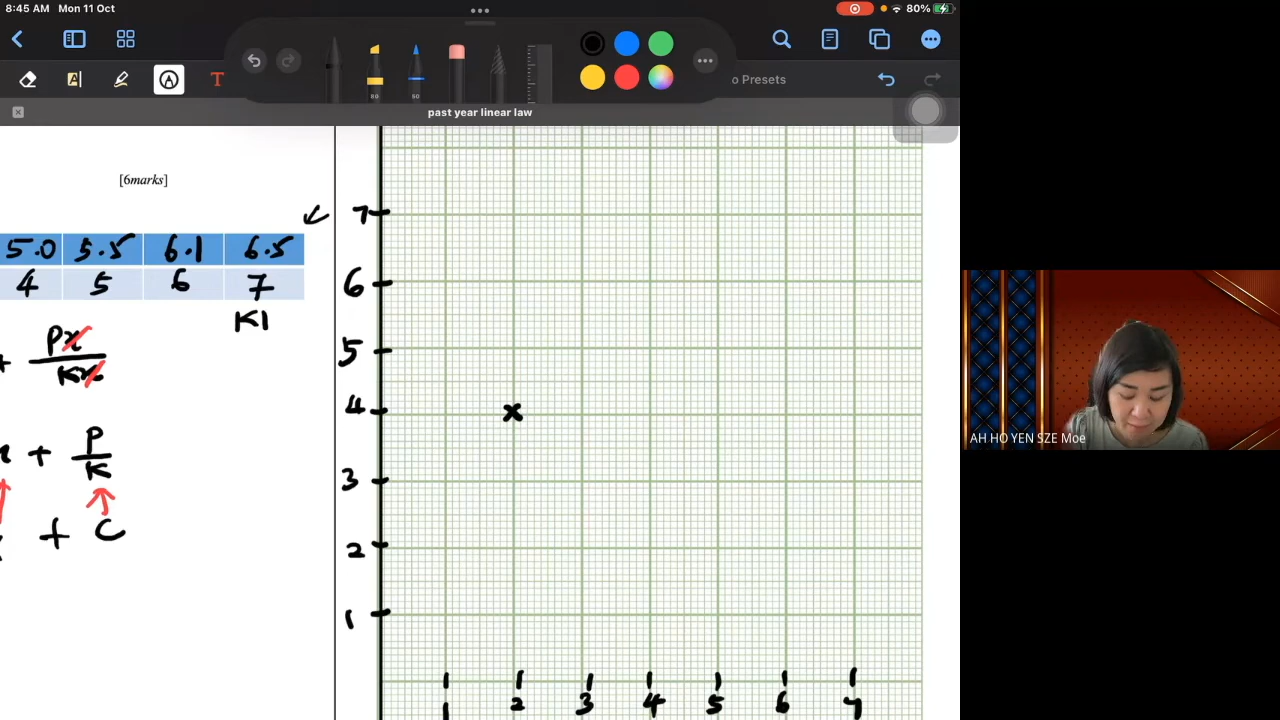 8:45 AM Mon 11 Oct
80%
A
T
o Presets
80
50
past year linear law
[6marks]
5.0 5.5 6.1 6.5
4 5 6 7
K1
+ Px/Kx
x + P/K
+ C
7
6
5
4
3
2
1
1 2 3 4 5 6 7
AH HO YEN SZE Moe